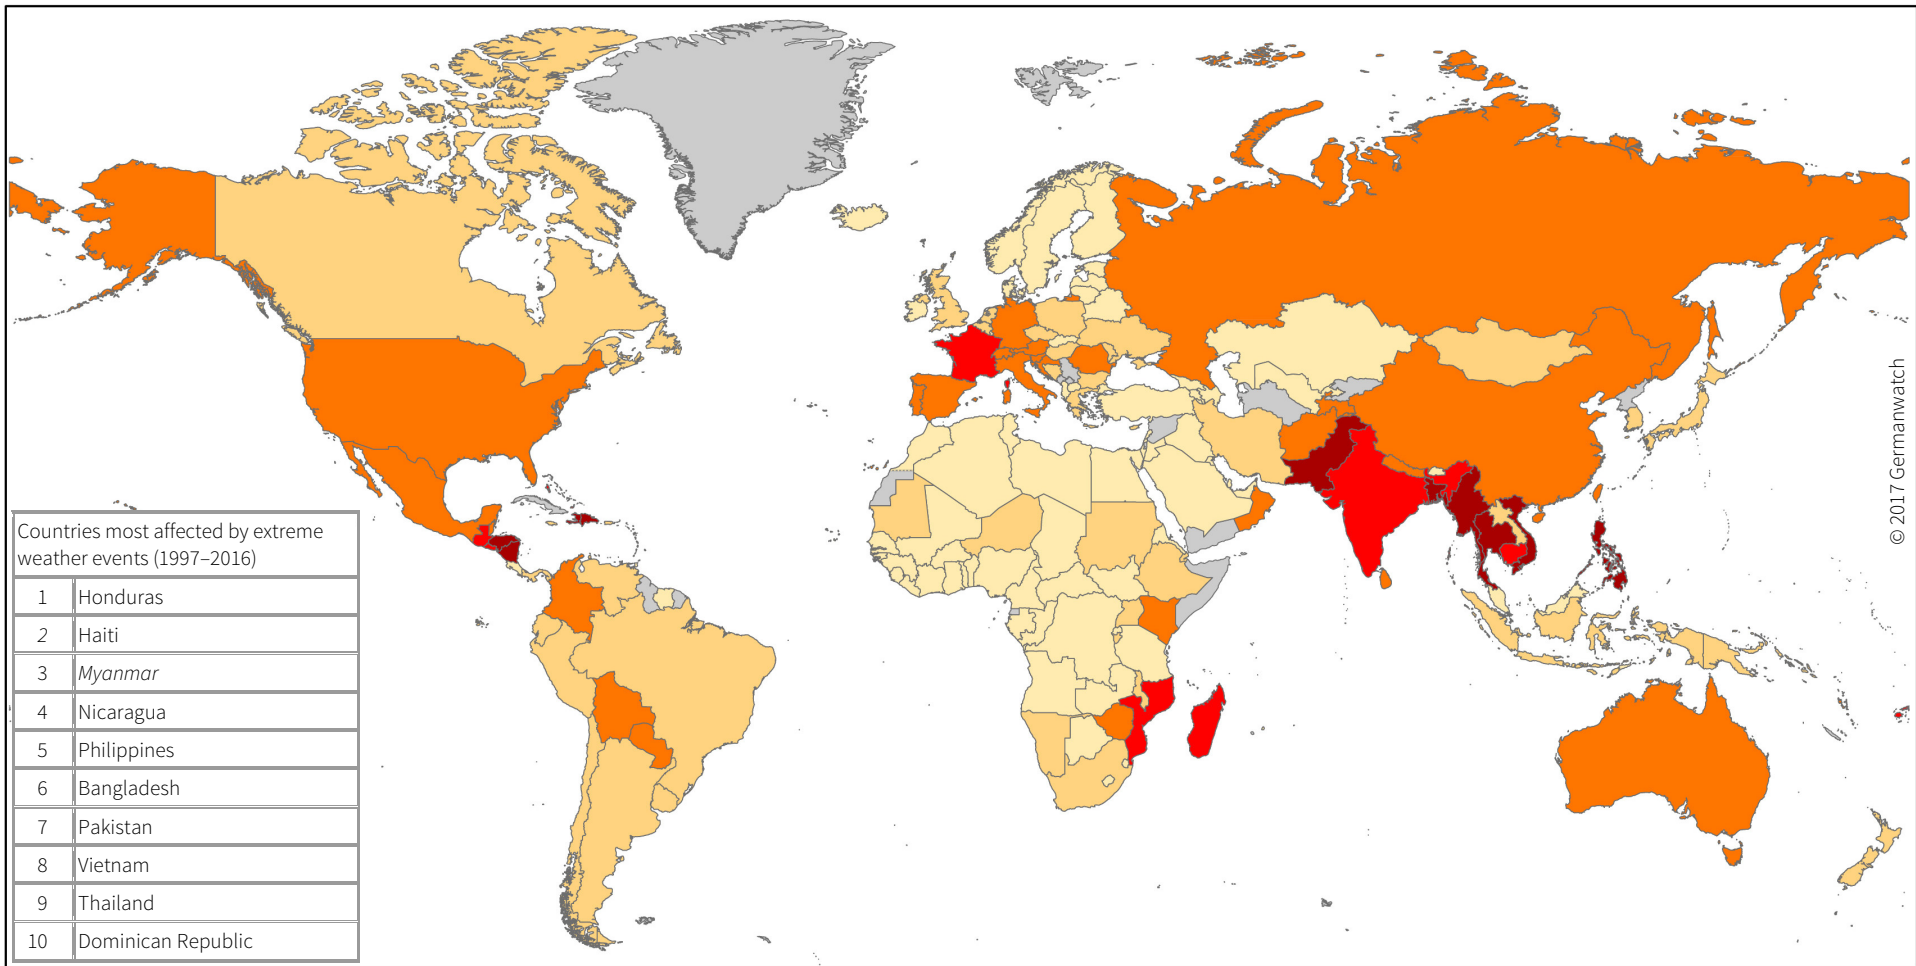 Countries most affected by extreme
weather events (1997–2016)
1 Honduras
2 Haiti
3 Myanmar
4 Nicaragua
5 Philippines
6 Bangladesh
7 Pakistan
8 Vietnam
9 Thailand
10 Dominican Republic
© 2017 Germanwatch